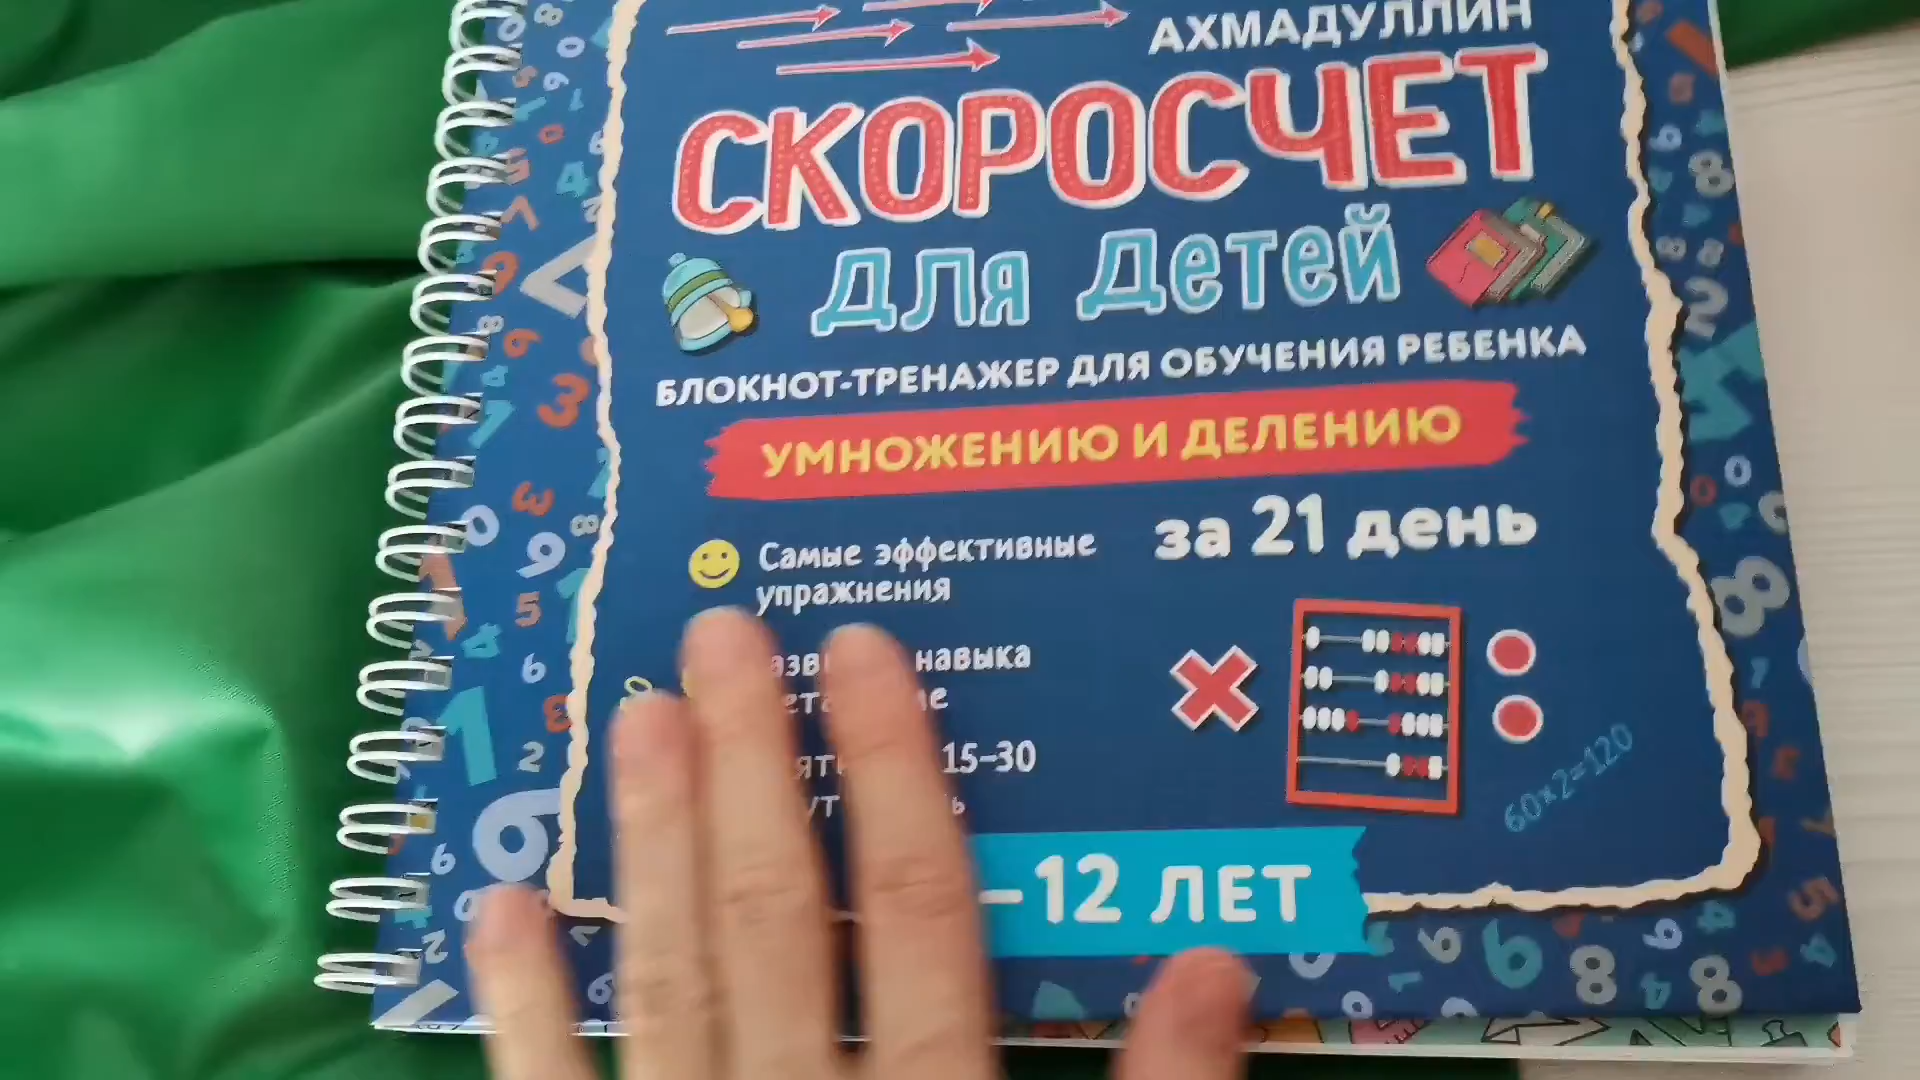 АХМАДУЛЛИН
СКОРОСЧЕТ
для детей
БЛОКНОТ-ТРЕНАЖЕР ДЛЯ ОБУЧЕНИЯ РЕБЕНКА
УМНОЖЕНИЮ И ДЕЛЕНИЮ
за 21 день
Самые эффективные
упражнения
навыка
15-30
60×2=120
-12 ЛЕТ